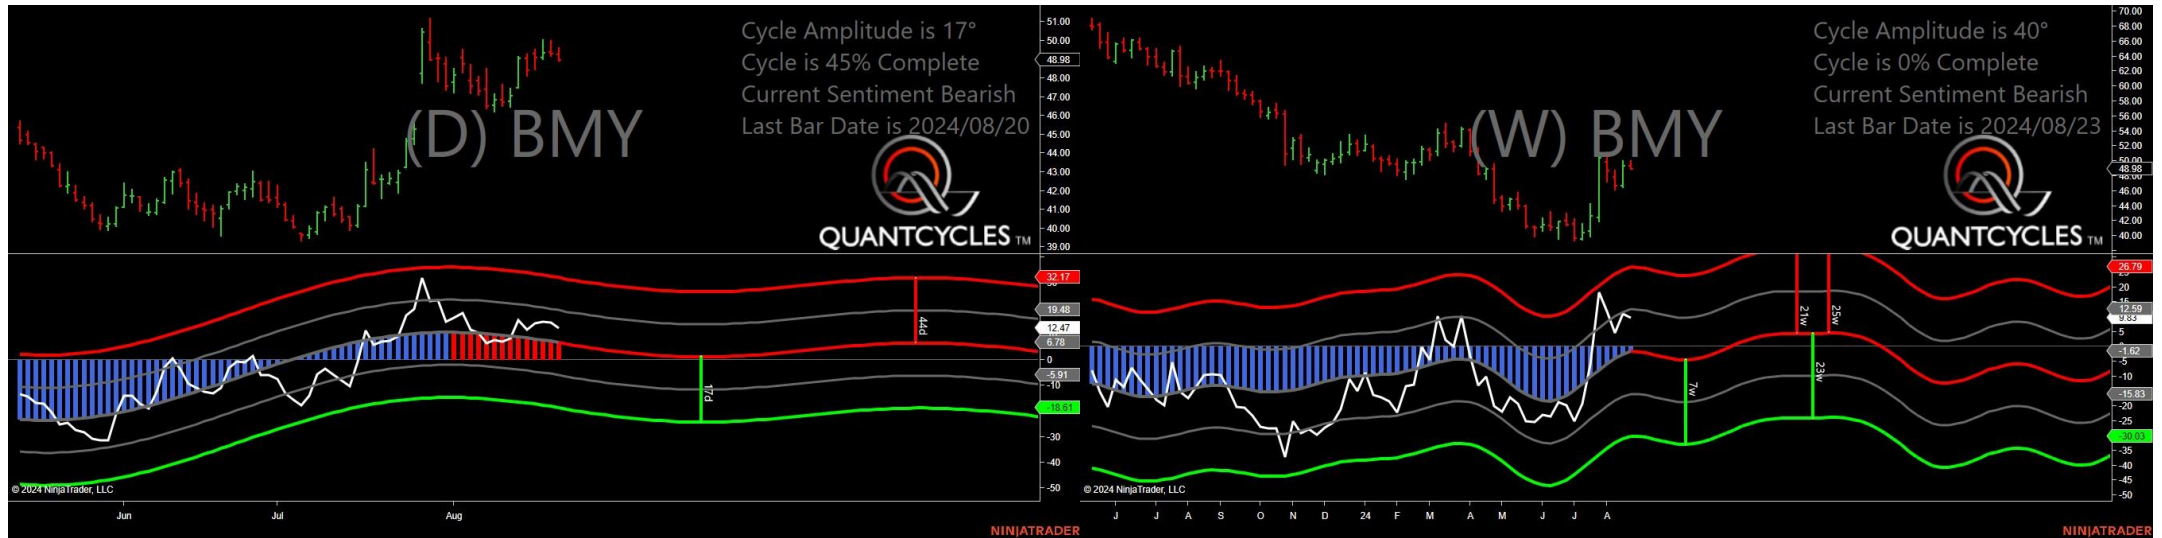 Cycle Amplitude is 17°
Cycle is 45% Complete
Current Sentiment Bearish
Last Bar Date is 2024/08/20
(D) BMY
QUANTCYCLES TM
51.00
50.00
48.98
48.00
47.00
46.00
45.00
44.00
43.00
42.00
41.00
40.00
39.00
32.17
19.48
12.47
6.78
0
-5.91
-10
-18.61
-30
-40
-50
44d
17d
© 2024 NinjaTrader, LLC
Jun Jul Aug
NINJATRADER
Cycle Amplitude is 40°
Cycle is 0% Complete
Current Sentiment Bearish
Last Bar Date is 2024/08/23
(W) BMY
QUANTCYCLES TM
70.00
68.00
66.00
64.00
62.00
60.00
58.00
56.00
54.00
52.00
50.00
48.98
48.00
46.00
44.00
42.00
40.00
26.79
20
15
12.59
9.83
5
-1.62
-5
-10
-15.83
-20
-25
-30.03
-35
-40
-45
-50
21w
25w
7w
23w
© 2024 NinjaTrader, LLC
J J A S O N D 24 F M A M J J A
NINJATRADER